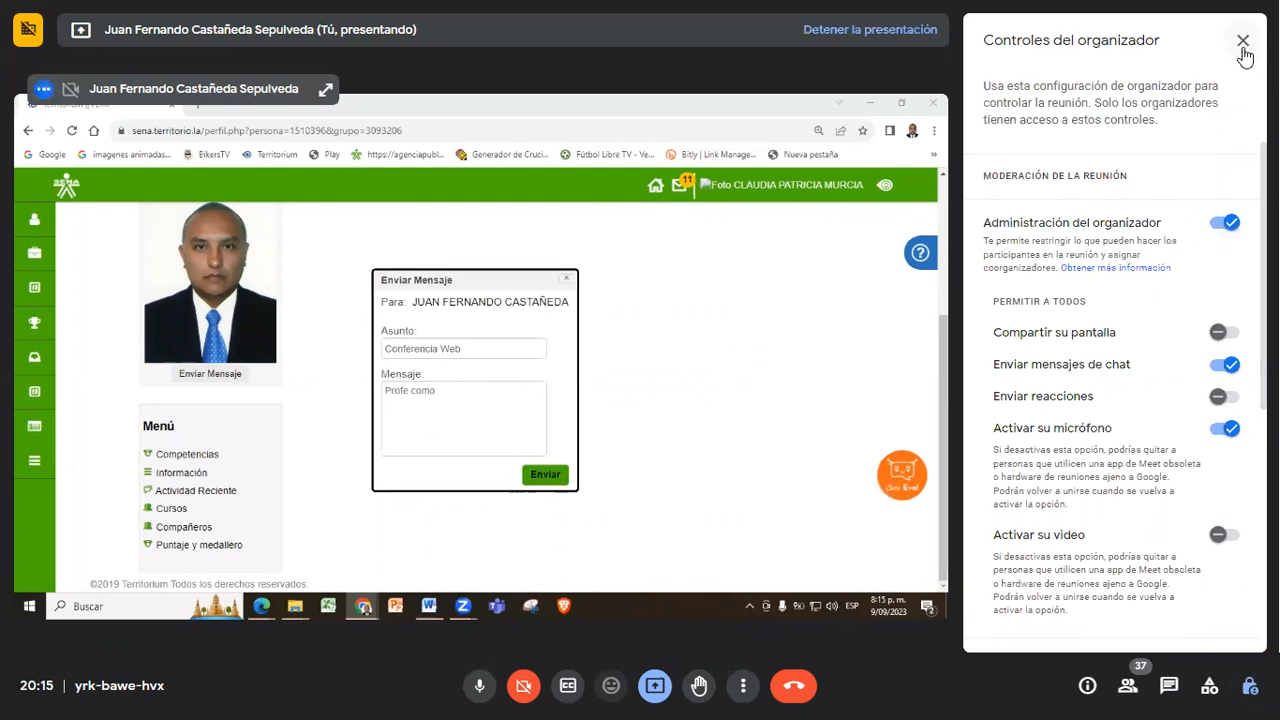 Juan Fernando Castañeda Sepulveda (Tú, presentando)
Detener la presentación
Juan Fernando Castañeda Sepulveda
sena.territorio.la/perfil.php?persona=1510396&grupo=3093206
Google
imagenes animadas...
BikersTV
Territorium
Play
https://agenciapubl...
Generador de Cruci...
Fútbol Libre TV - Ve...
Bitly | Link Manage...
Nueva pestaña
»
SENA
11
Foto CLAUDIA PATRICIA MURCIA
Enviar Mensaje
Menú
Competencias
Información
Actividad Reciente
Cursos
Compañeros
Puntaje y medallero
Enviar Mensaje
Para: JUAN FERNANDO CASTAÑEDA
Asunto:
Conferencia Web
Mensaje:
Profe como
Enviar
¡Soy Eva!
©2019 Territorium Todos los derechos reservados.
Buscar
ESP
8:15 p. m.
9/09/2023
2
Controles del organizador
Usa esta configuración de organizador para
controlar la reunión. Solo los organizadores
tienen acceso a estos controles.
MODERACIÓN DE LA REUNIÓN
Administración del organizador
Te permite restringir lo que pueden hacer los
participantes en la reunión y asignar
coorganizadores. Obtener más información
PERMITIR A TODOS
Compartir su pantalla
Enviar mensajes de chat
Enviar reacciones
Activar su micrófono
Si desactivas esta opción, podrías quitar a
personas que utilicen una app de Meet obsoleta
o hardware de reuniones ajeno a Google.
Podrán volver a unirse cuando se vuelva a
activar la opción.
Activar su video
Si desactivas esta opción, podrías quitar a
personas que utilicen una app de Meet obsoleta
o hardware de reuniones ajeno a Google.
Podrán volver a unirse cuando se vuelva a
activar la opción.
20:15 | yrk-bawe-hvx
37